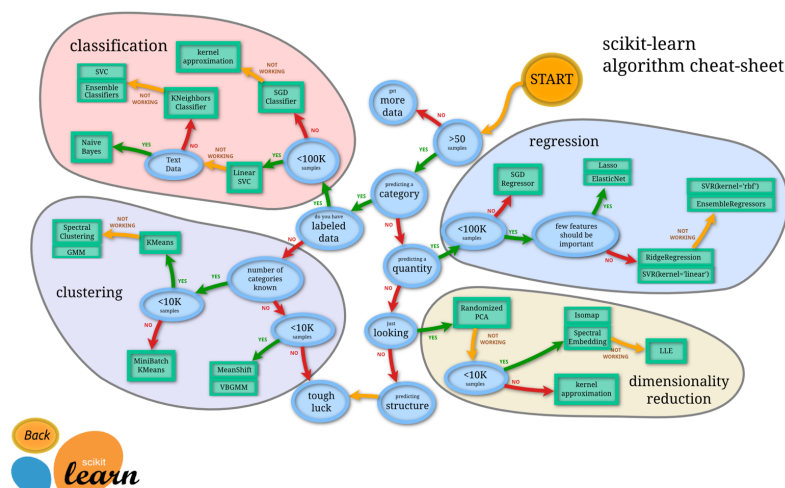 classification
kernel
approximation
NOT
WORKING
SVC
Ensemble
Classifiers
NOT
WORKING
KNeighbors
Classifier
SGD
Classifier
NO
NO
Naive
Bayes
YES
Text
Data
NOT
WORKING
Linear
SVC
YES
<100K
samples
YES
scikit-learn
algorithm cheat-sheet
START
get
more
data
NO
>50
samples
YES
predicting a
category
YES
do you have
labeled
data
NO
NO
predicting a
quantity
YES
NO
just
looking
YES
NO
predicting
structure
tough
luck
regression
SGD
Regressor
NO
<100K
samples
YES
few features
should be
important
YES
Lasso
ElasticNet
NO
RidgeRegression
SVR(kernel='linear')
NOT
WORKING
SVR(kernel='rbf')
EnsembleRegressors
clustering
Spectral
Clustering
GMM
NOT
WORKING
KMeans
YES
<10K
samples
NO
MiniBatch
KMeans
YES
number of
categories
known
NO
<10K
samples
YES
NO
MeanShift
VBGMM
dimensionality
reduction
Randomized
PCA
NOT
WORKING
<10K
samples
YES
NO
Isomap
Spectral
Embedding
NOT
WORKING
LLE
kernel
approximation
Back
scikit
learn